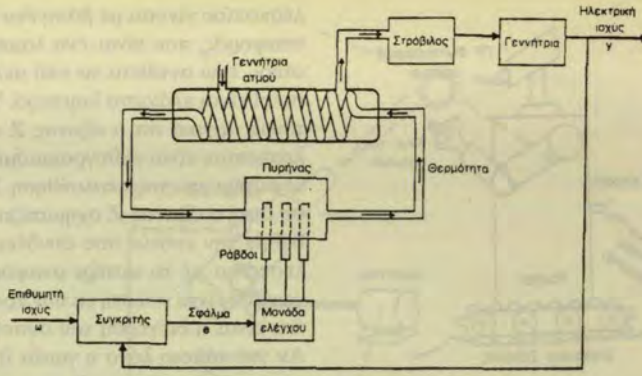 Ηλεκτρική
ισχύς
y
Στρόβιλος
Γεννήτρια
Γεννήτρια
ατμού
Θερμότητα
Πυρήνας
Ράβδοι
Επιθυμητή
ισχύς
ω
Συγκριτής
Σφάλμα
e
Μονάδα
ελέγχου